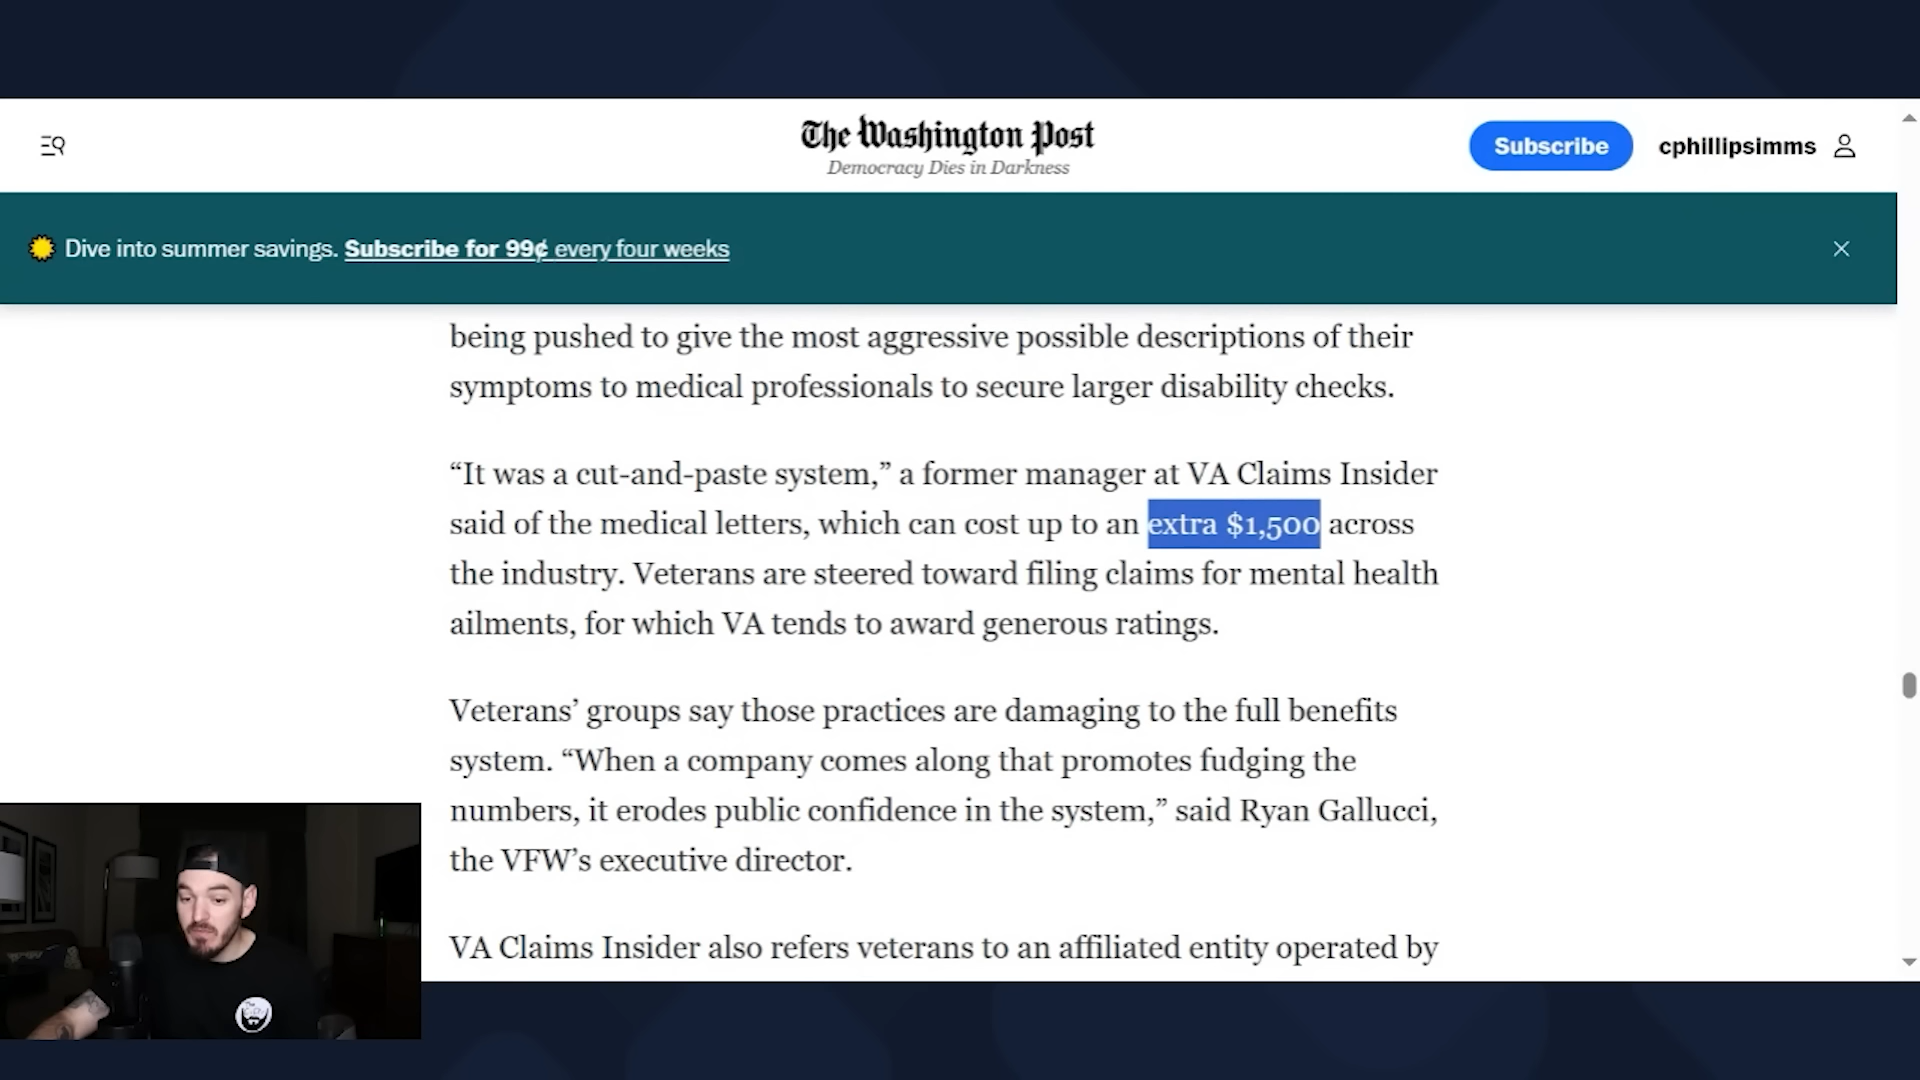 The Washington Post
Democracy Dies in Darkness
Subscribe
cphillipsimms
Dive into summer savings. Subscribe for 99¢ every four weeks
being pushed to give the most aggressive possible descriptions of their
symptoms to medical professionals to secure larger disability checks.
“It was a cut-and-paste system,” a former manager at VA Claims Insider
said of the medical letters, which can cost up to an extra $1,500 across
the industry. Veterans are steered toward filing claims for mental health
ailments, for which VA tends to award generous ratings.
Veterans’ groups say those practices are damaging to the full benefits
system. “When a company comes along that promotes fudging the
numbers, it erodes public confidence in the system,” said Ryan Gallucci,
the VFW’s executive director.
VA Claims Insider also refers veterans to an affiliated entity operated by